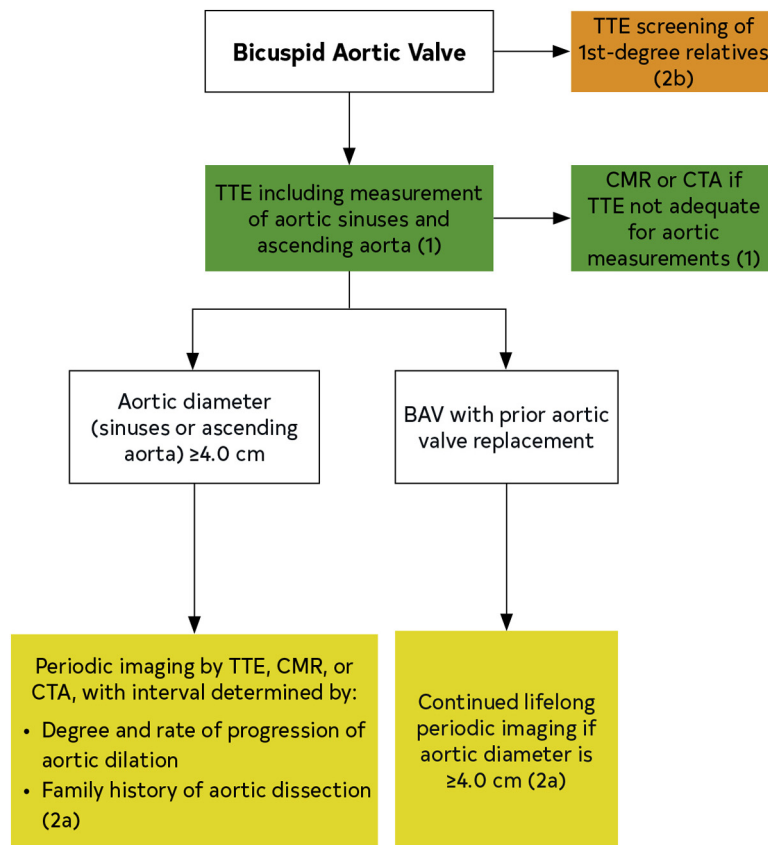 Bicuspid Aortic Valve
TTE screening of
1st-degree relatives
(2b)
TTE including measurement
of aortic sinuses and
ascending aorta (1)
CMR or CTA if
TTE not adequate
for aortic
measurements (1)
Aortic diameter
(sinuses or ascending
aorta) ≥4.0 cm
BAV with prior aortic
valve replacement
Periodic imaging by TTE, CMR, or
CTA, with interval determined by:
• Degree and rate of progression of
aortic dilation
• Family history of aortic dissection
(2a)
Continued lifelong
periodic imaging if
aortic diameter is
≥4.0 cm (2a)